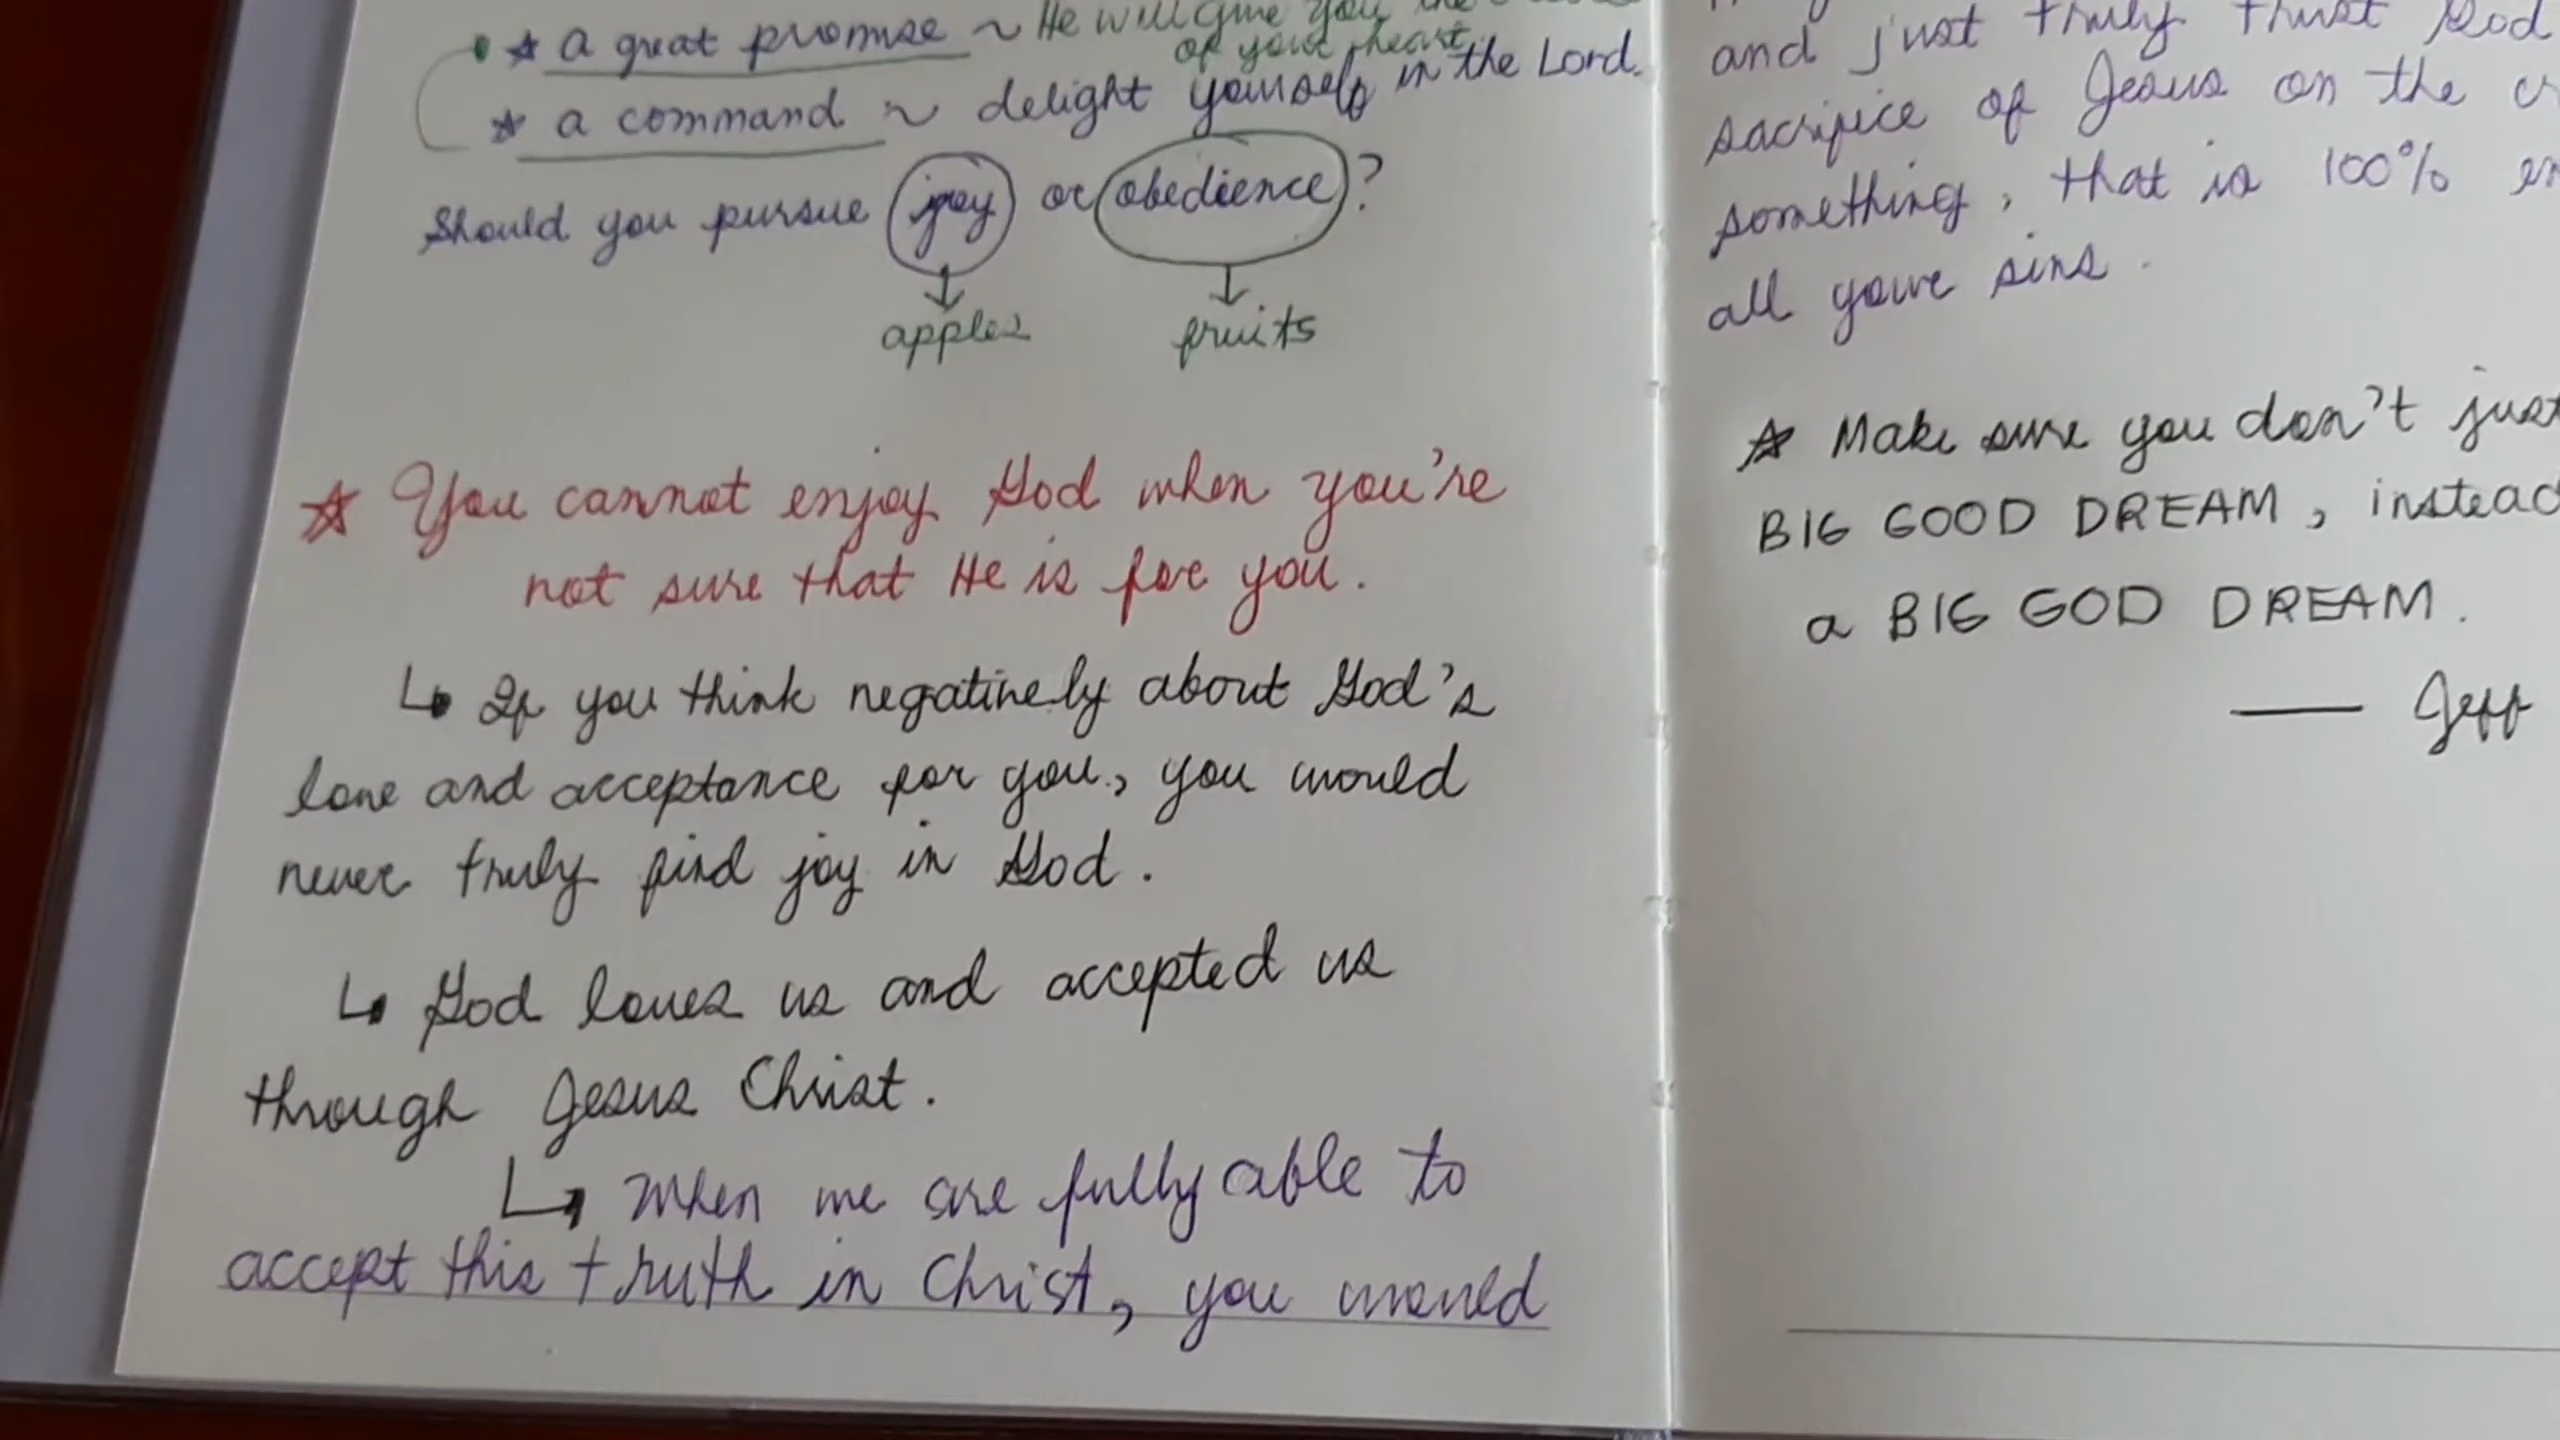 ★ a great promise ~ He will give you the
of your heart.
★ a command ~ delight yourself in the Lord.
Should you pursue joy or obedience?
apples fruits
★ You cannot enjoy God when you're
not sure that He is for you.
↳ If you think negatively about God's
love and acceptance for you, you would
never truly find joy in God.
↳ God loves us and accepted us
through Jesus Christ.
↳ When we are fully able to
accept this truth in Christ, you would
and just truly trust God
sacrifice of Jesus on the
something, that is 100%
all your sins.
★ Make sure you don't just
BIG GOOD DREAM, instead
a BIG GOD DREAM.
— Jeff